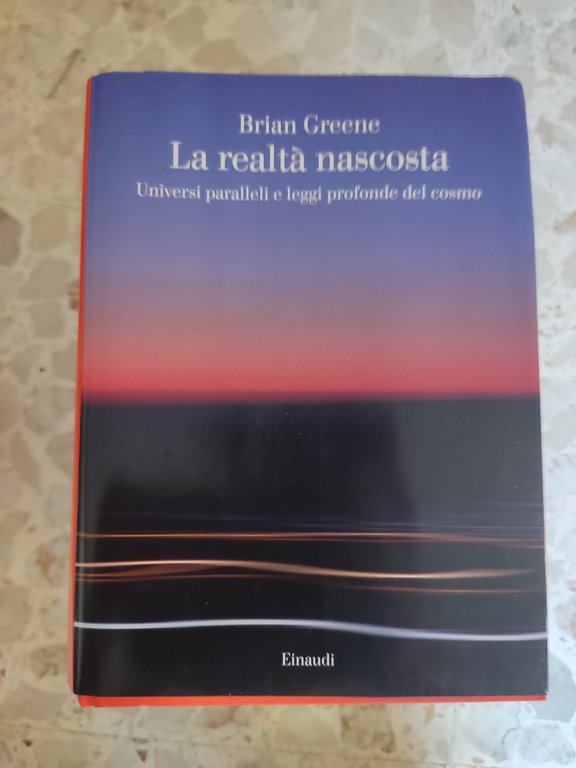 Brian Greene
La realtà nascosta
Universi paralleli e leggi profonde del cosmo
Einaudi